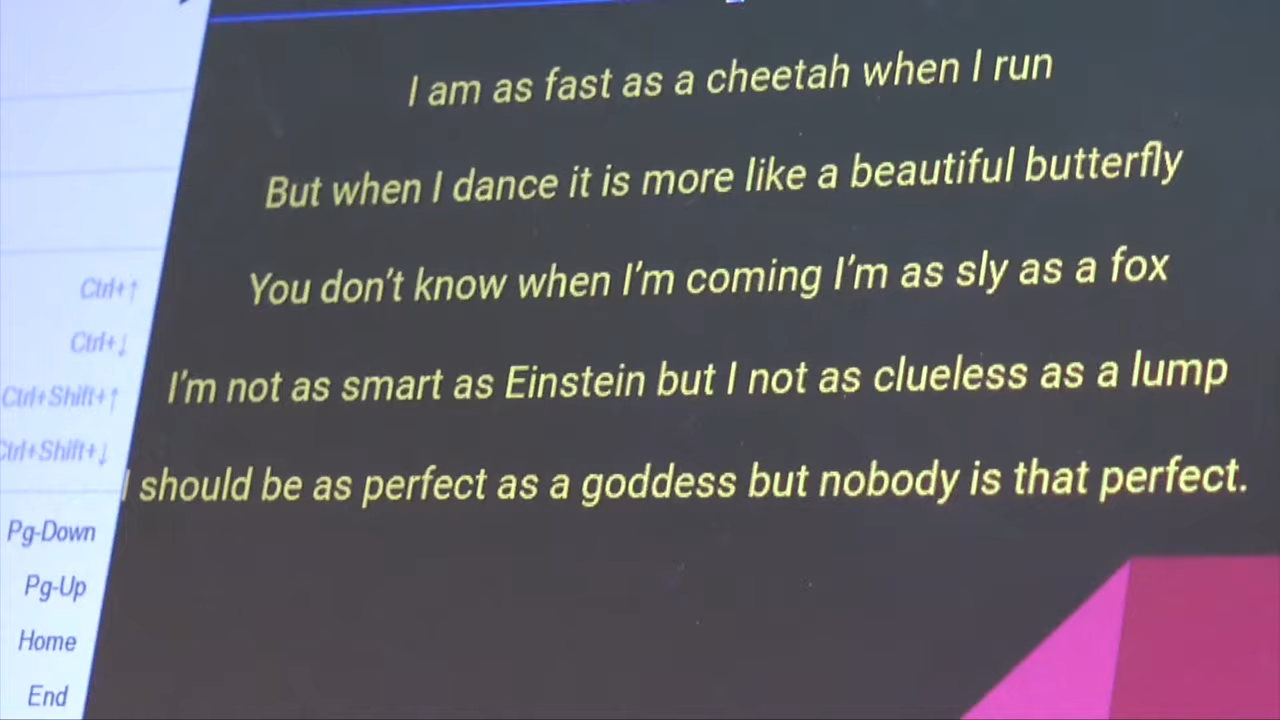 I am as fast as a cheetah when I run
But when I dance it is more like a beautiful butterfly
You don't know when I'm coming I'm as sly as a fox
I'm not as smart as Einstein but I not as clueless as a lump
I should be as perfect as a goddess but nobody is that perfect.
Ctrl+↑
Ctrl+↓
Ctrl+Shift+↑
Ctrl+Shift+↓
Pg-Down
Pg-Up
Home
End